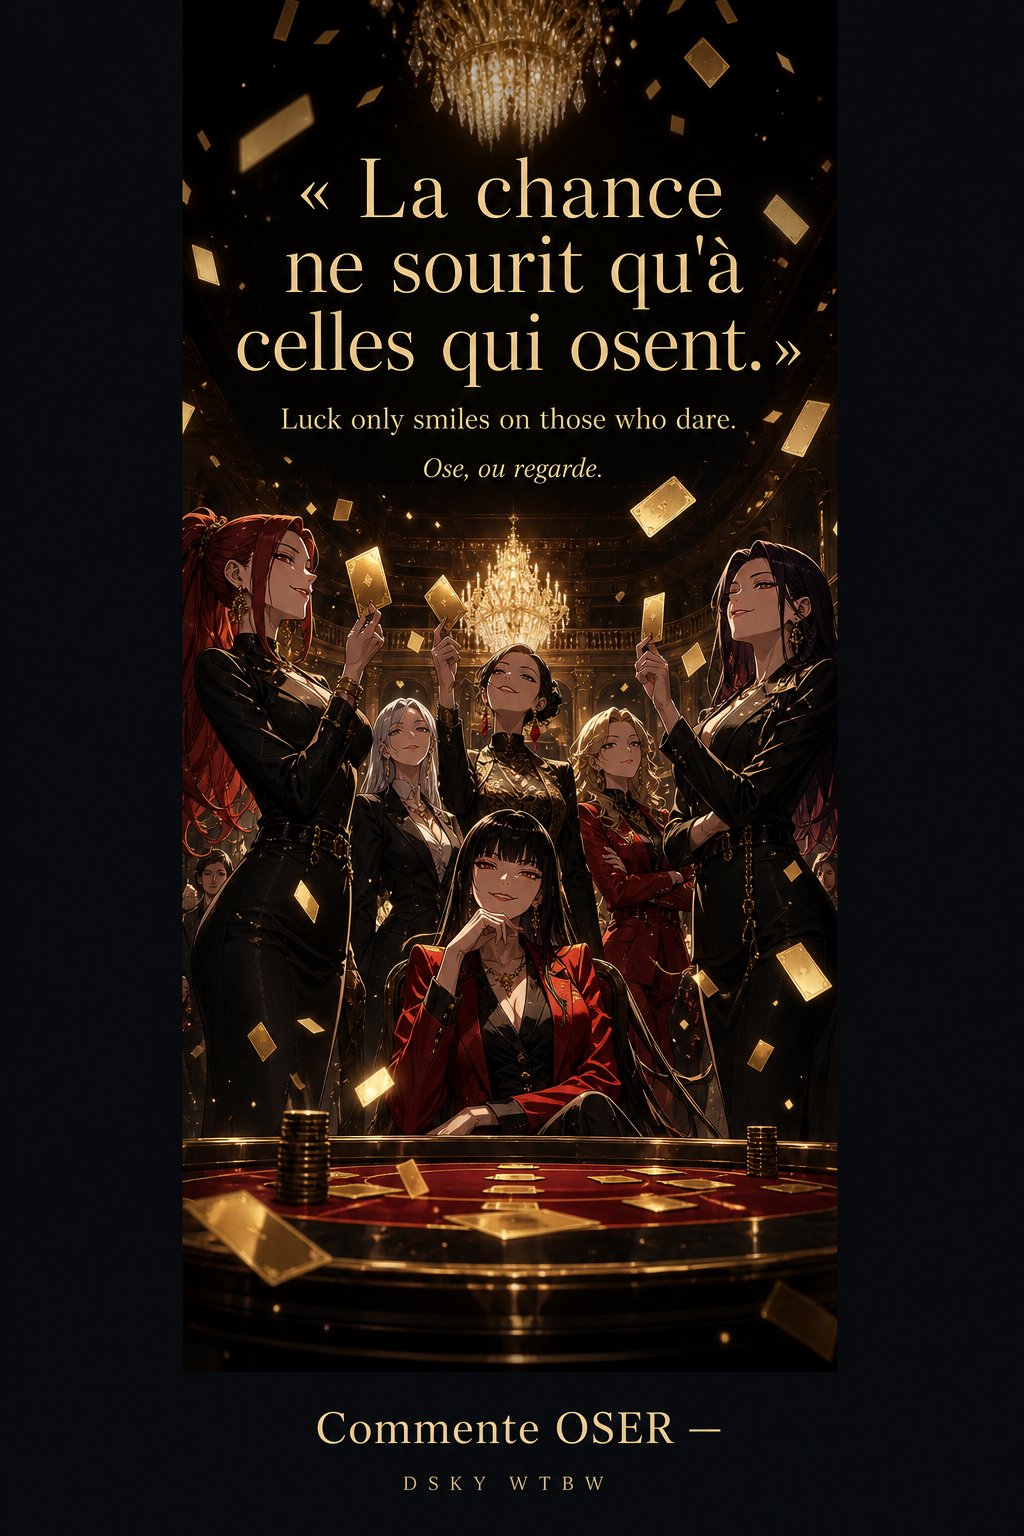 « La chance
ne sourit qu'à
celles qui osent.»
Luck only smiles on those who dare.
Ose, ou regarde.
Commente OSER —
DSKY WTBW